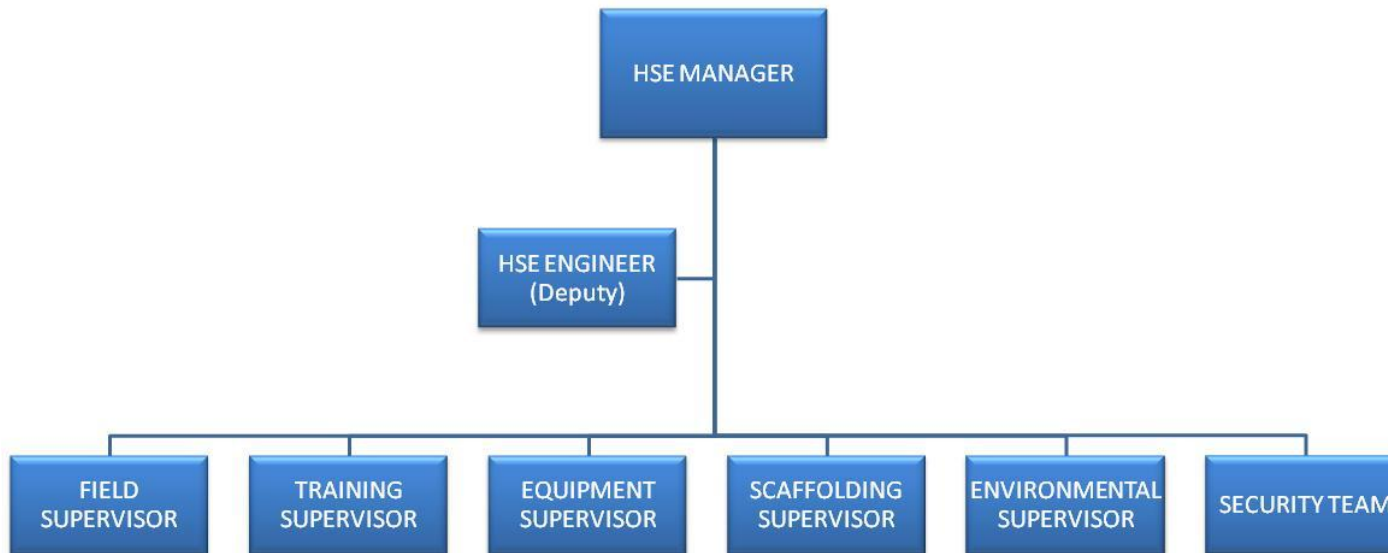 HSE MANAGER
HSE ENGINEER
(Deputy)
FIELD
SUPERVISOR
TRAINING
SUPERVISOR
EQUIPMENT
SUPERVISOR
SCAFFOLDING
SUPERVISOR
ENVIRONMENTAL
SUPERVISOR
SECURITY TEAM